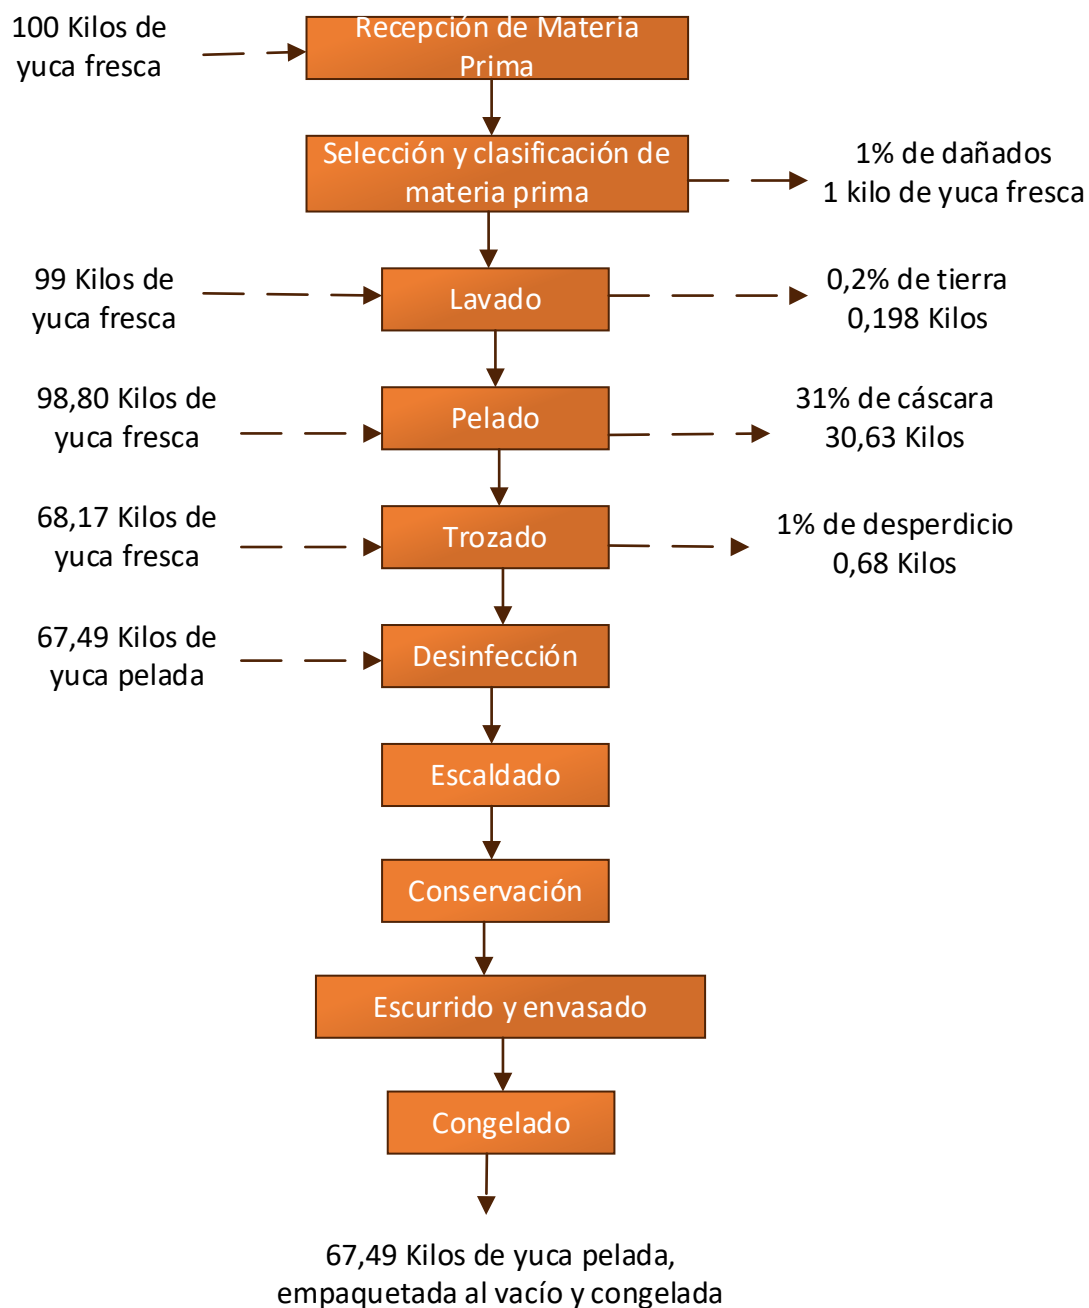 100 Kilos de
yuca fresca
Recepción de Materia
Prima
Selección y clasificación de
materia prima
1% de dañados
1 kilo de yuca fresca
99 Kilos de
yuca fresca
Lavado
0,2% de tierra
0,198 Kilos
98,80 Kilos de
yuca fresca
Pelado
31% de cáscara
30,63 Kilos
68,17 Kilos de
yuca fresca
Trozado
1% de desperdicio
0,68 Kilos
67,49 Kilos de
yuca pelada
Desinfección
Escaldado
Conservación
Escurrido y envasado
Congelado
67,49 Kilos de yuca pelada,
empaquetada al vacío y congelada